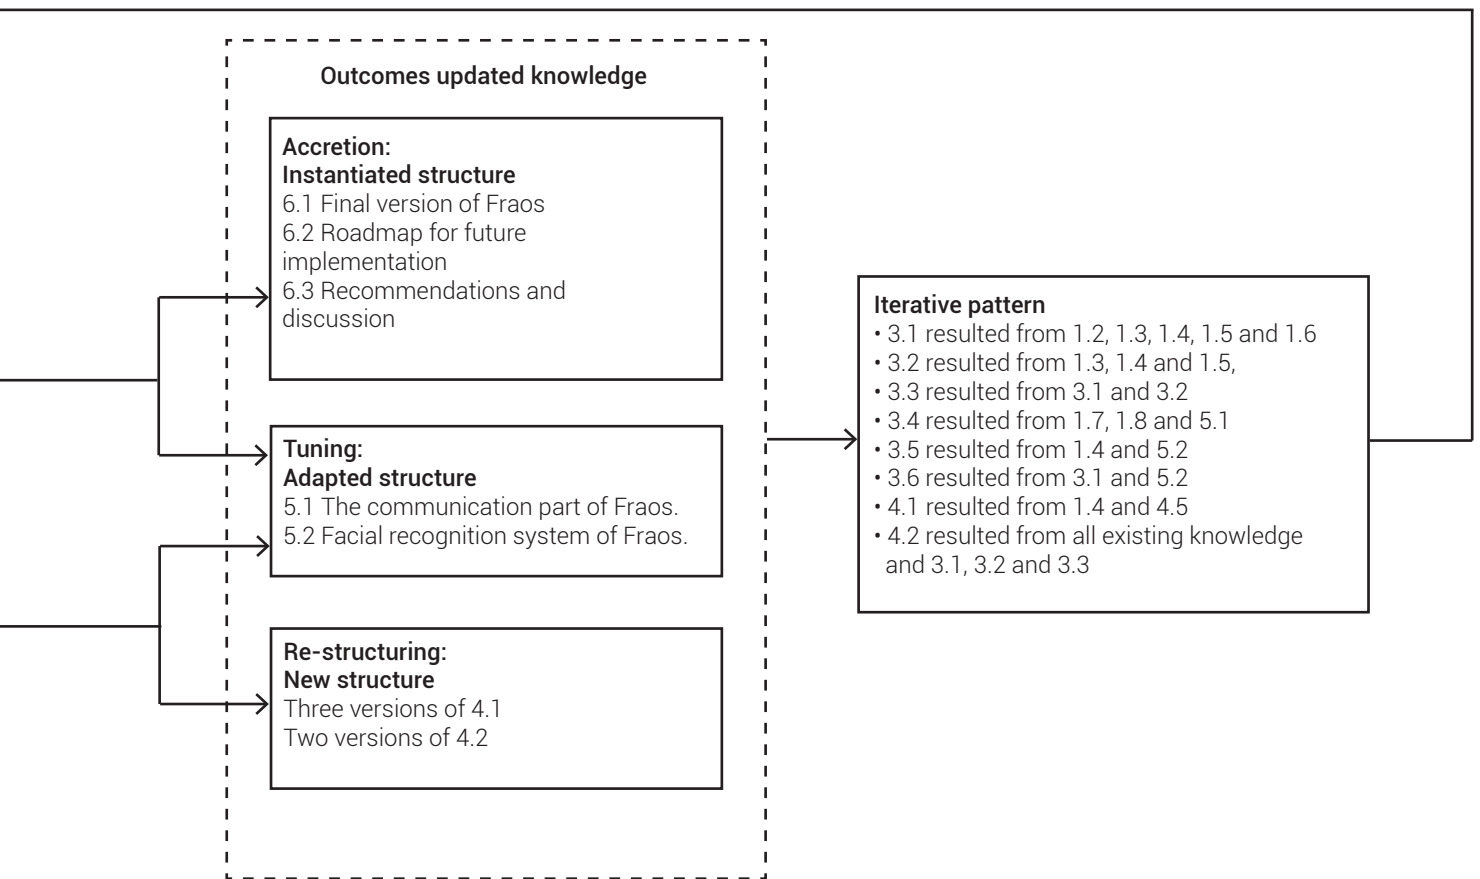 Outcomes updated knowledge
Accretion:
Instantiated structure
6.1 Final version of Fraos
6.2 Roadmap for future
implementation
6.3 Recommendations and
discussion
Tuning:
Adapted structure
5.1 The communication part of Fraos.
5.2 Facial recognition system of Fraos.
Re-structuring:
New structure
Three versions of 4.1
Two versions of 4.2
Iterative pattern
• 3.1 resulted from 1.2, 1.3, 1.4, 1.5 and 1.6
• 3.2 resulted from 1.3, 1.4 and 1.5,
• 3.3 resulted from 3.1 and 3.2
• 3.4 resulted from 1.7, 1.8 and 5.1
• 3.5 resulted from 1.4 and 5.2
• 3.6 resulted from 3.1 and 5.2
• 4.1 resulted from 1.4 and 4.5
• 4.2 resulted from all existing knowledge
and 3.1, 3.2 and 3.3